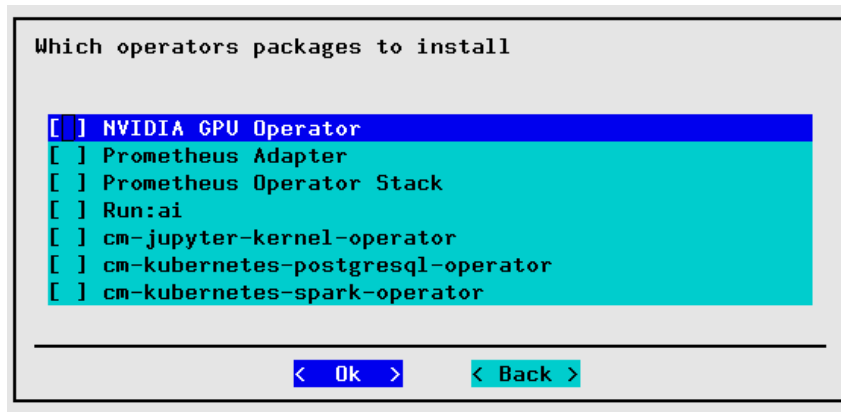 Which operators packages to install
[ ] NVIDIA GPU Operator
[ ] Prometheus Adapter
[ ] Prometheus Operator Stack
[ ] Run:ai
[ ] cm-jupyter-kernel-operator
[ ] cm-kubernetes-postgresql-operator
[ ] cm-kubernetes-spark-operator
< Ok > < Back >